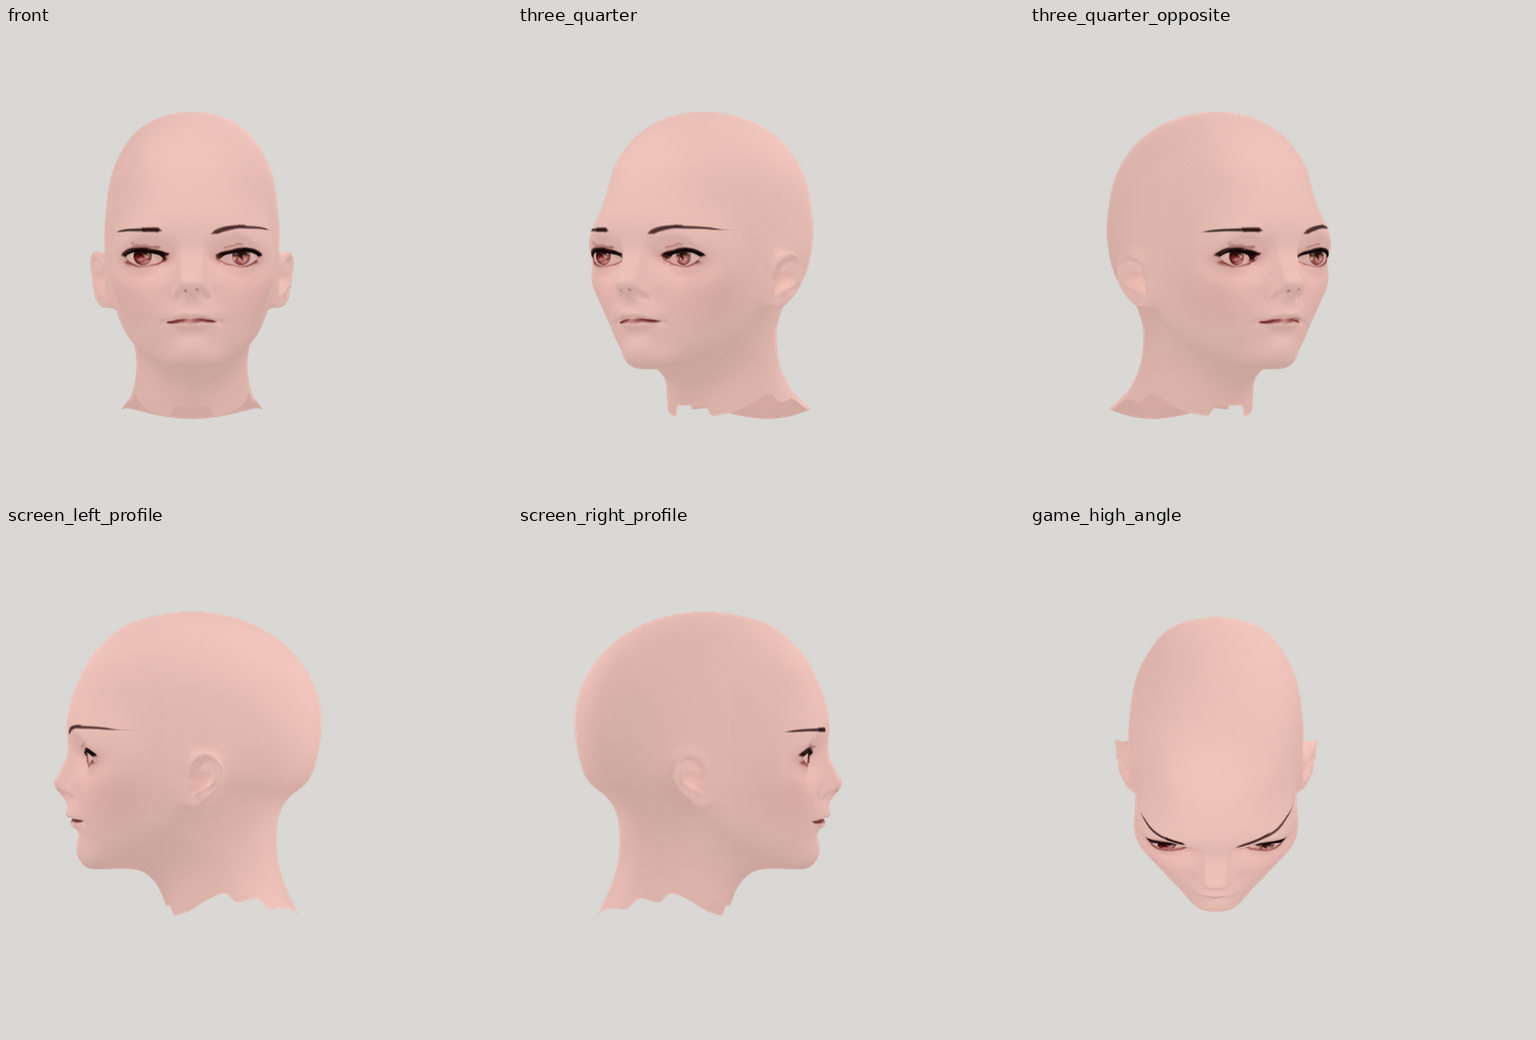 front
three_quarter
three_quarter_opposite
screen_left_profile
screen_right_profile
game_high_angle